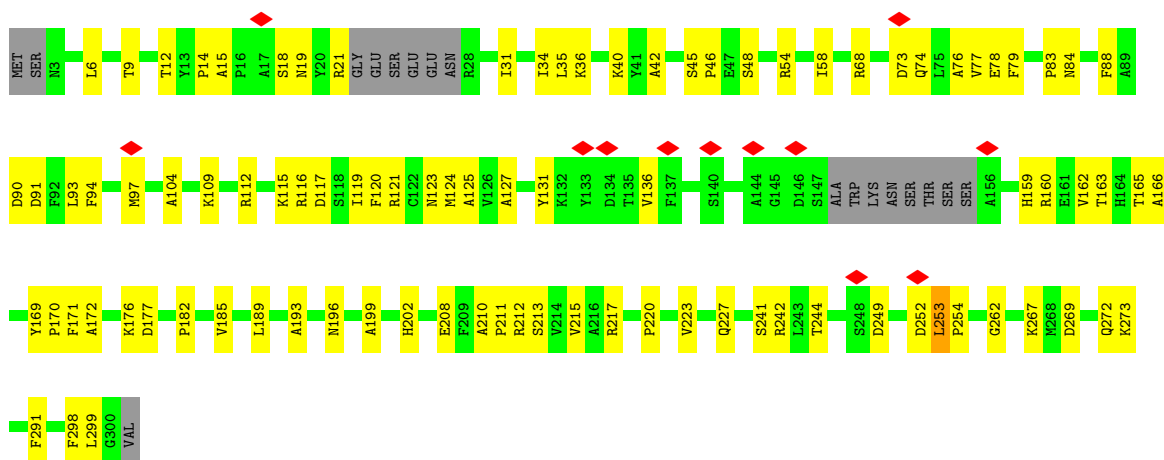 MET SER N3 L6 T9 T12 Y13 P14 A15 P16 A17 S18 N19 Y20 R21 GLY GLU SER GLU GLU ASN R28 I31 I34 L35 K36 K40 Y41 A42 S45 P46 E47 S48 R54 I58 R68 D73 Q74 L75 A76 V77 E78 F79 P83 N84 F88 A89
D90 D91 F92 L93 F94 M97 A104 K109 R112 K115 R116 D117 S118 I119 F120 R121 C122 N123 M124 A125 V126 A127 Y131 K132 Y133 D134 T135 V136 F137 S140 A144 G145 D146 S147 ALA TRP LYS ASN SER THR SER SER A156 H159 R160 E161 V162 T163 H164 T165 A166
Y169 P170 F171 A172 K176 D177 P182 V185 L189 A193 N196 A199 H202 E208 F209 A210 P211 R212 S213 V214 V215 A216 R217 P220 V223 Q227 S241 R242 L243 T244 S248 D249 D252 L253 P254 G262 K267 M268 D269 Q272 K273
F291 F298 L299 G300 VAL